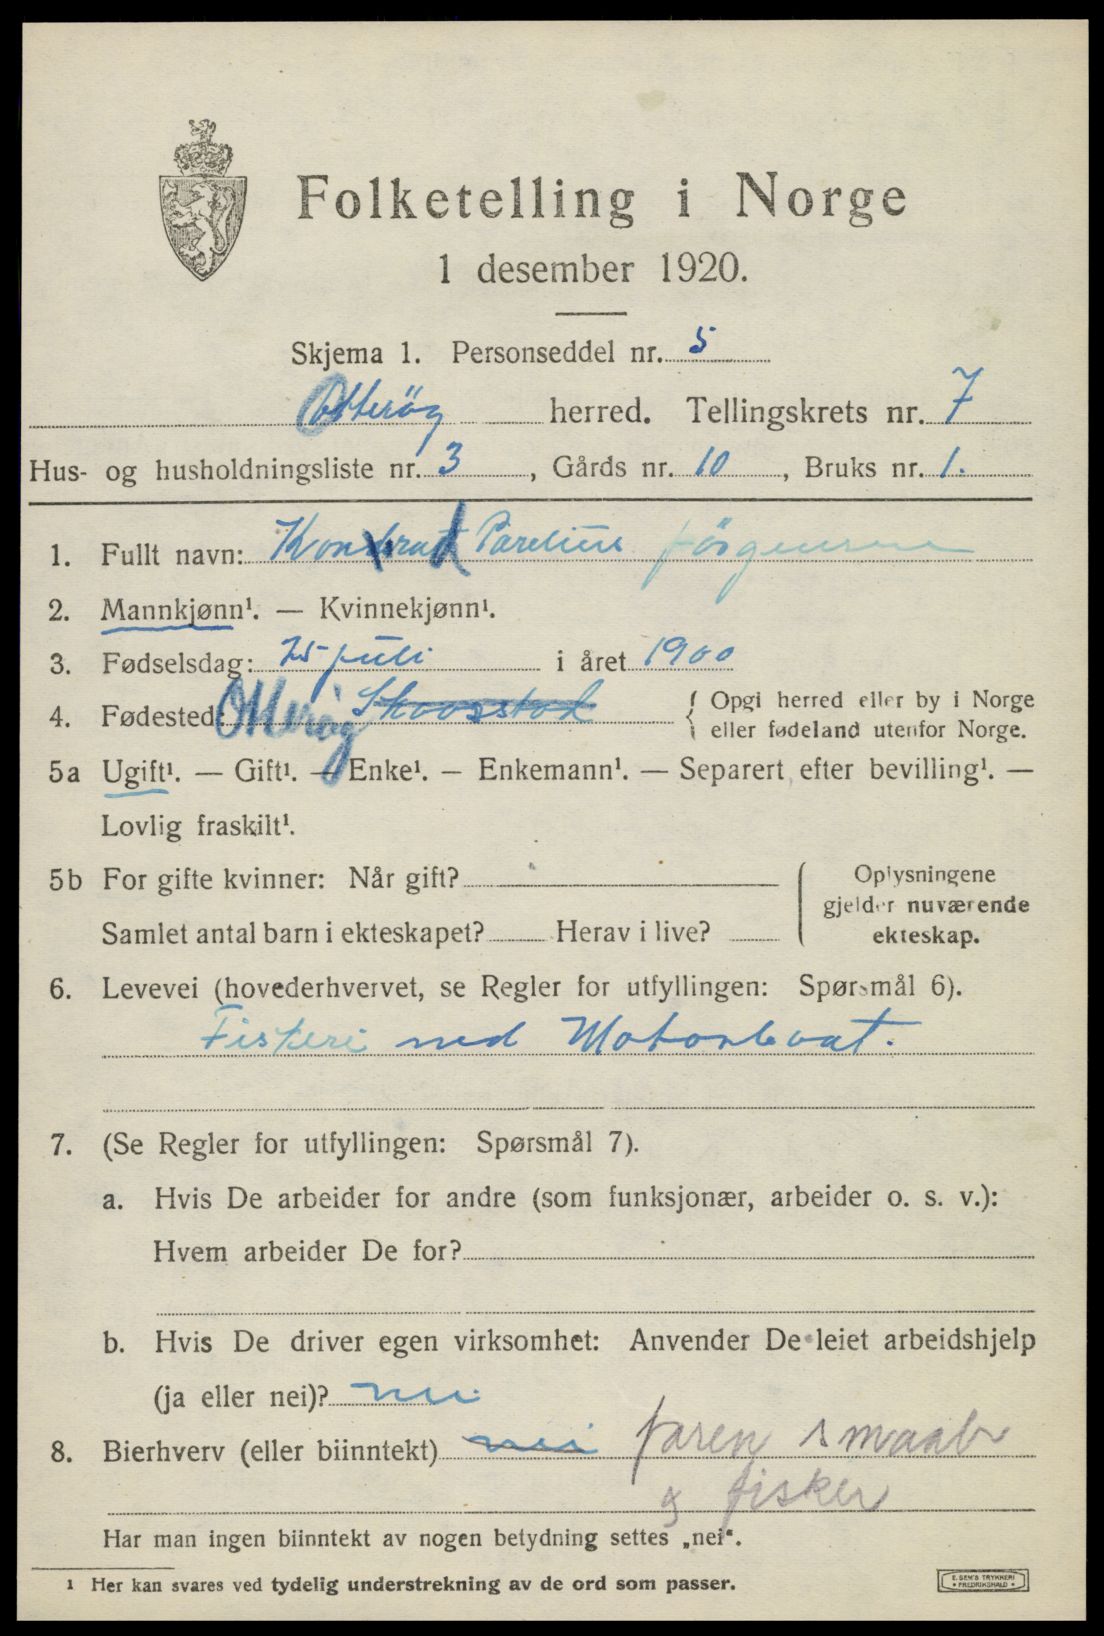 Folketelling i Norge
1 desember 1920.
Skjema 1. Personseddel nr. 5
Otterøy herred. Tellingskrets nr. 7
Hus- og husholdningsliste nr. 3, Gårds nr. 10, Bruks nr. 1.
1. Fullt navn: Konrad Parelius Jörgensen
2. Mannkjønn¹. — Kvinnekjønn¹.
3. Fødselsdag: 25 juli i året 1900
4. Fødested: Otterøy Skogstad { Opgi herred eller by i Norge
eller fødeland utenfor Norge.
5a Ugift¹. — Gift¹. — Enke¹. — Enkemann¹. — Separert efter bevilling¹. —
Lovlig fraskilt¹.
5b For gifte kvinner: Når gift? { Oplysningene
gjelder nuværende
Samlet antal barn i ekteskapet? Herav i live? ekteskap.
6. Levevei (hovederhvervet, se Regler for utfyllingen: Spørsmål 6).
Fiskeri med Motorboat.
7. (Se Regler for utfyllingen: Spørsmål 7).
a. Hvis De arbeider for andre (som funksjonær, arbeider o. s. v.):
Hvem arbeider De for?
b. Hvis De driver egen virksomhet: Anvender De leiet arbeidshjelp
(ja eller nei)? nei
8. Bierhverv (eller biinntekt) nei faren smaabr
g fisker
Har man ingen biinntekt av nogen betydning settes „nei“.
¹ Her kan svares ved tydelig understrekning av de ord som passer.
E. SEM'S TRYKKERI
• FREDRIKSHALD •